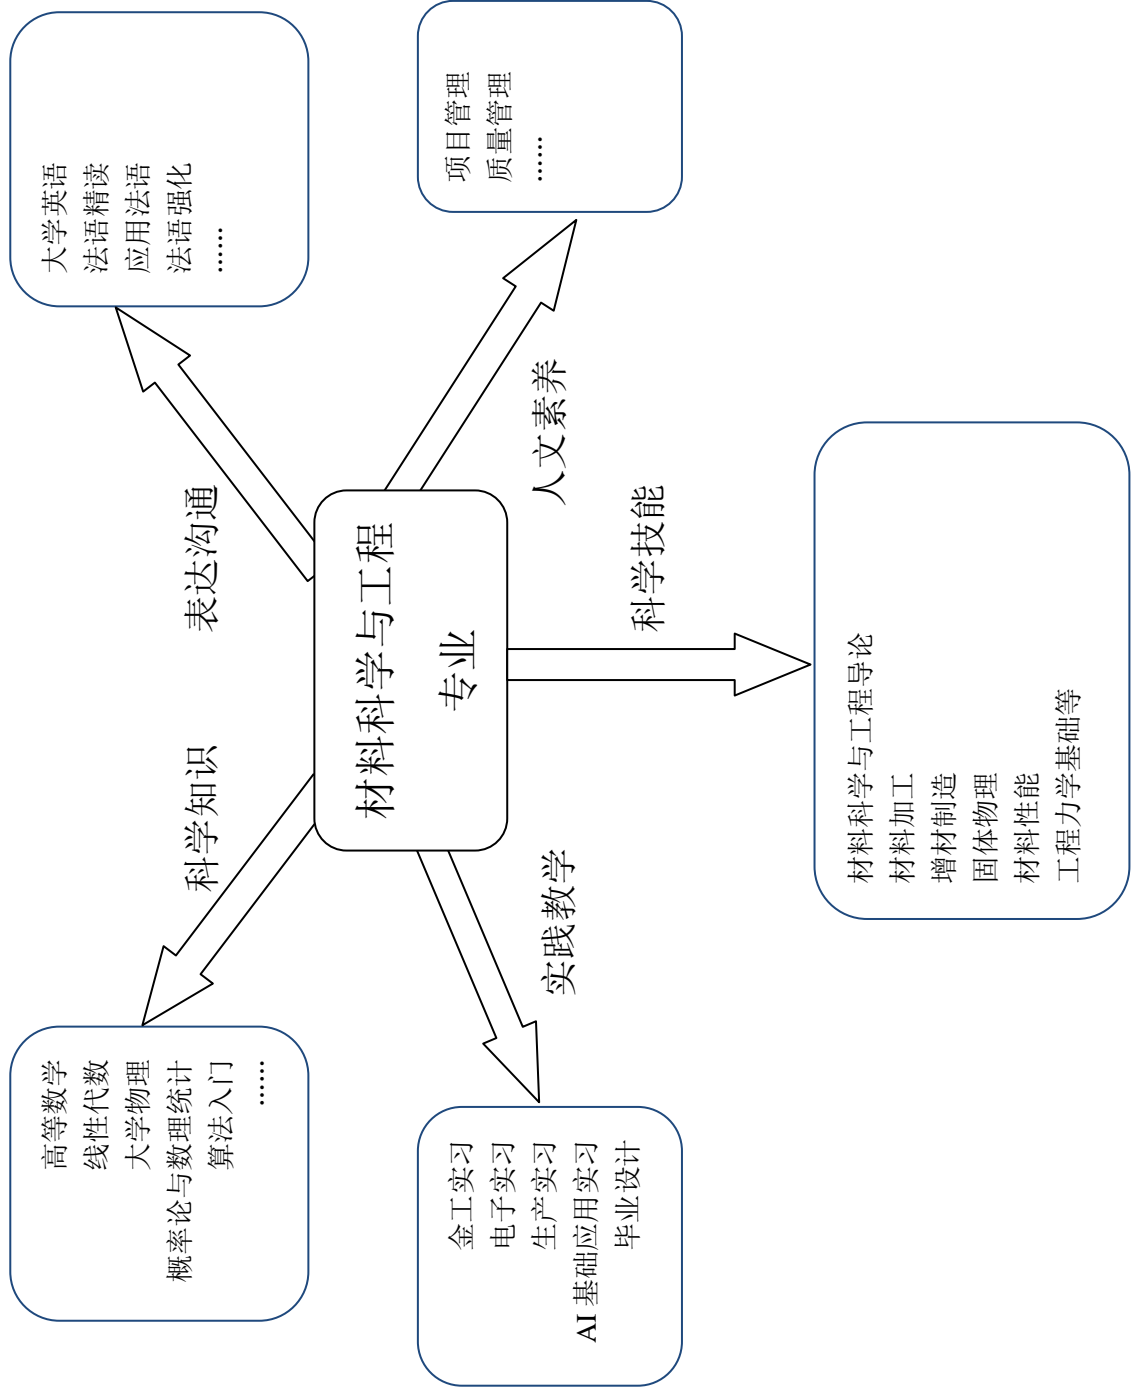 高等数学
线性代数
大学物理
概率论与数理统计
算法入门
……
科学知识
表达沟通
大学英语
法语精读
应用法语
法语强化
……
材料科学与工程
专业
金工实习
电子实习
生产实习
AI 基础应用实习
毕业设计
实践教学
人文素养
项目管理
质量管理
……
科学技能
材料科学与工程导论
材料加工
增材制造
固体物理
材料性能
工程力学基础等